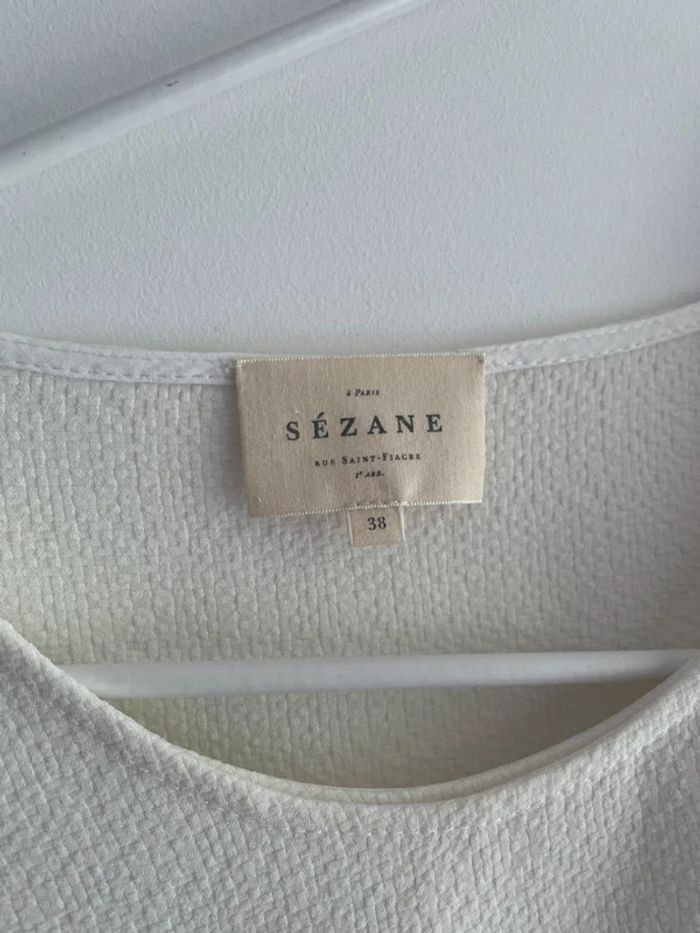 À PARIS
SÉZANE
RUE SAINT-FIACRE
2e ARR.
38